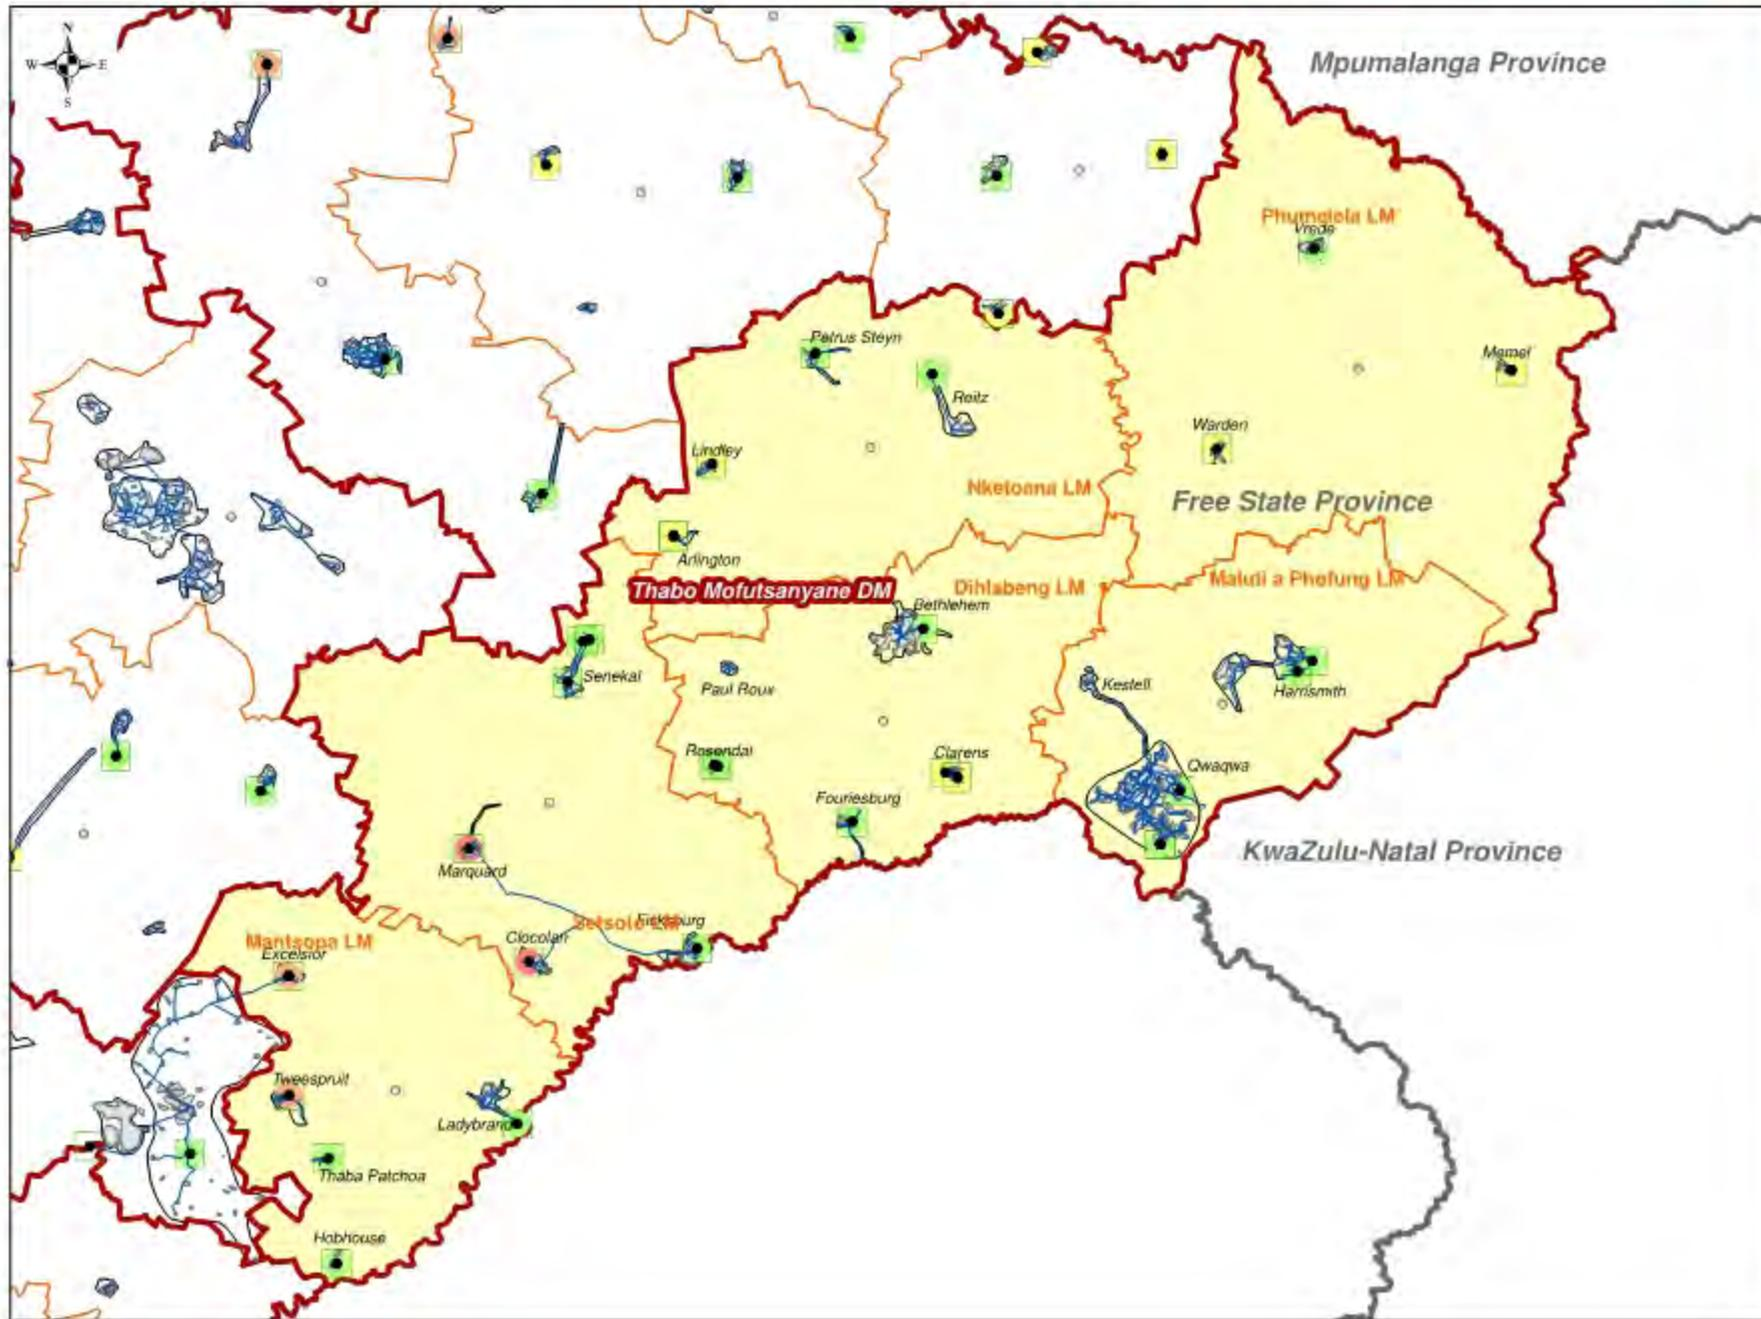 N
W E
S
Mpumalanga Province
Phumelela LM
Vrede
Petrus Steyn
Memel
Reitz
Warden
Lindley
Nketoana LM
Free State Province
Arlington
Maluti a Phofung LM
Thabo Mofutsanyane DM
Dihlabeng LM
Bethlehem
Senekal
Paul Roux
Kestell
Harrismith
Rosendal
Clarens
Qwaqwa
Fouriesburg
KwaZulu-Natal Province
Marquard
Setsoto LM
Ficksburg
Clocolan
Mantsopa LM
Excelsior
Tweespruit
Ladybrand
Thaba Patchoa
Hobhouse